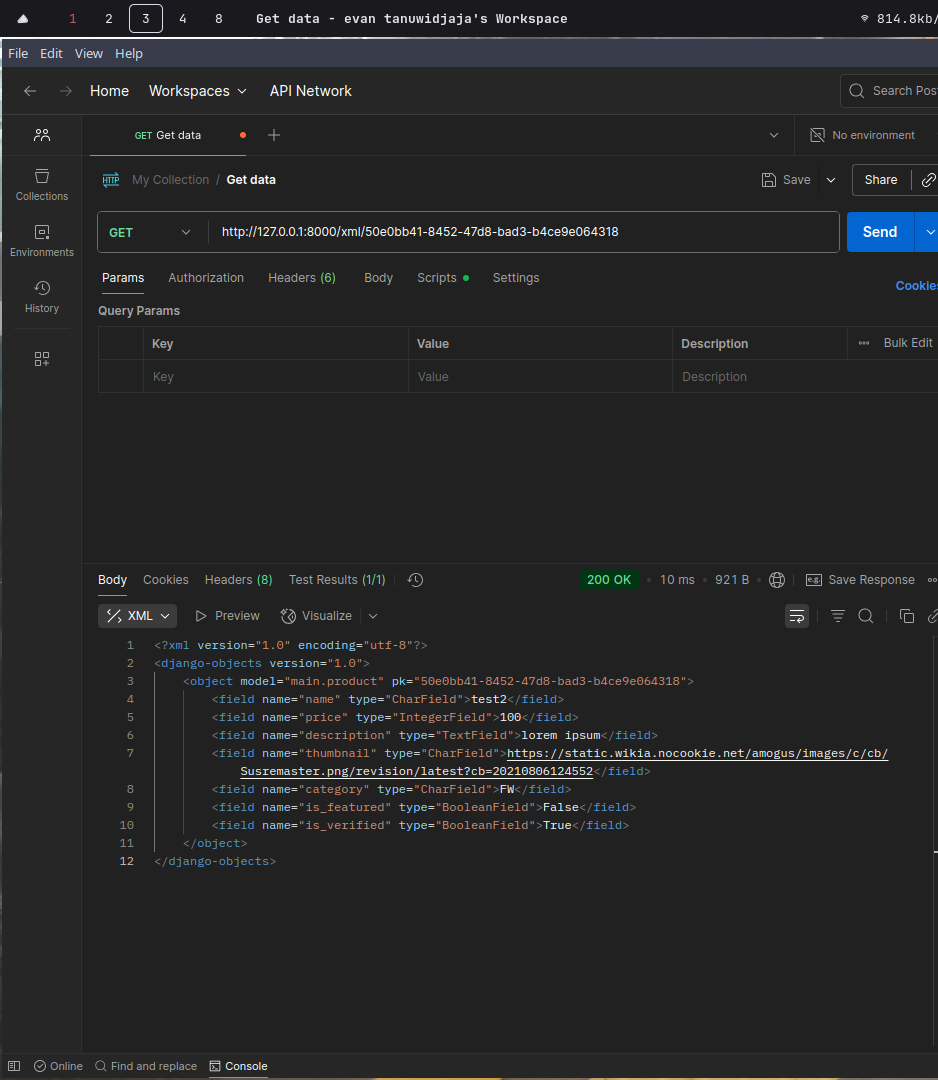 1 2 3 4 8 Get data - evan tanuwidjaja's Workspace 814.8kb/
File Edit View Help
Home Workspaces API Network Search Pos
GET Get data No environment
HTTP My Collection / Get data Save Share
Collections
GET http://127.0.0.1:8000/xml/50e0bb41-8452-47d8-bad3-b4ce9e064318 Send
Environments
Params Authorization Headers (6) Body Scripts Settings Cookies
History
Query Params
Key Value Description Bulk Edit
Key Value Description
Body Cookies Headers (8) Test Results (1/1) 200 OK 10 ms 921 B e.g. Save Response
XML Preview Visualize
1 <?xml version="1.0" encoding="utf-8"?>
2 <django-objects version="1.0">
3 <object model="main.product" pk="50e0bb41-8452-47d8-bad3-b4ce9e064318">
4 <field name="name" type="CharField">test2</field>
5 <field name="price" type="IntegerField">100</field>
6 <field name="description" type="TextField">lorem ipsum</field>
7 <field name="thumbnail" type="CharField">https://static.wikia.nocookie.net/amogus/images/c/cb/
Susremaster.png/revision/latest?cb=20210806124552</field>
8 <field name="category" type="CharField">FW</field>
9 <field name="is_featured" type="BooleanField">False</field>
10 <field name="is_verified" type="BooleanField">True</field>
11 </object>
12 </django-objects>
Online Find and replace Console